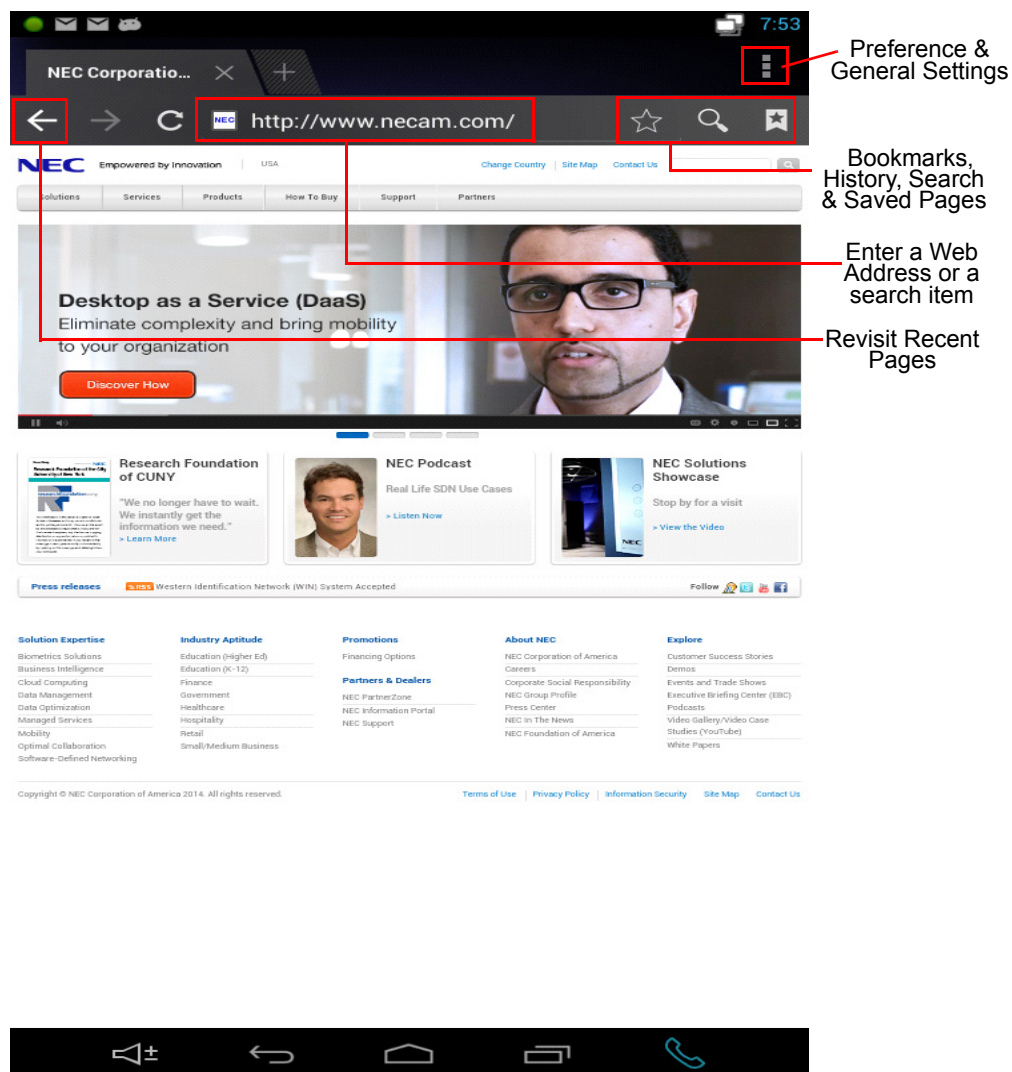 7:53
NEC Corporatio...
NEC
http://www.necam.com/
Preference &
General Settings
Bookmarks,
History, Search
& Saved Pages
Enter a Web
Address or a
search item
Revisit Recent
Pages
NEC Empowered by Innovation | USA
Change Country | Site Map Contact Us
Solutions Services Products How To Buy Support Partners
Desktop as a Service (DaaS)
Eliminate complexity and bring mobility
to your organization
Discover How
Research Foundation
of CUNY
"We no longer have to wait.
We instantly get the
information we need."
» Learn More
NEC Podcast
Real Life SDN Use Cases
» Listen Now
NEC Solutions
Showcase
Stop by for a visit
» View the Video
NEC
Press releases
Western Identification Network (WIN) System Accepted
Follow
Solution Expertise
Biometrics Solutions
Business Intelligence
Cloud Computing
Data Management
Data Optimization
Managed Services
Mobility
Optimal Collaboration
Software-Defined Networking
Industry Aptitude
Education (Higher Ed)
Education (K-12)
Finance
Government
Healthcare
Hospitality
Retail
Small/Medium Business
Promotions
Financing Options
Partners & Dealers
NEC PartnerZone
NEC Information Portal
NEC Support
About NEC
NEC Corporation of America
Careers
Corporate Social Responsibility
NEC Group Profile
Press Center
NEC In The News
NEC Foundation of America
Explore
Customer Success Stories
Demos
Events and Trade Shows
Executive Briefing Center (EBC)
Podcasts
Video Gallery/Video Case
Studies (YouTube)
White Papers
Copyright © NEC Corporation of America 2014. All rights reserved.
Terms of Use | Privacy Policy | Information Security Site Map Contact Us